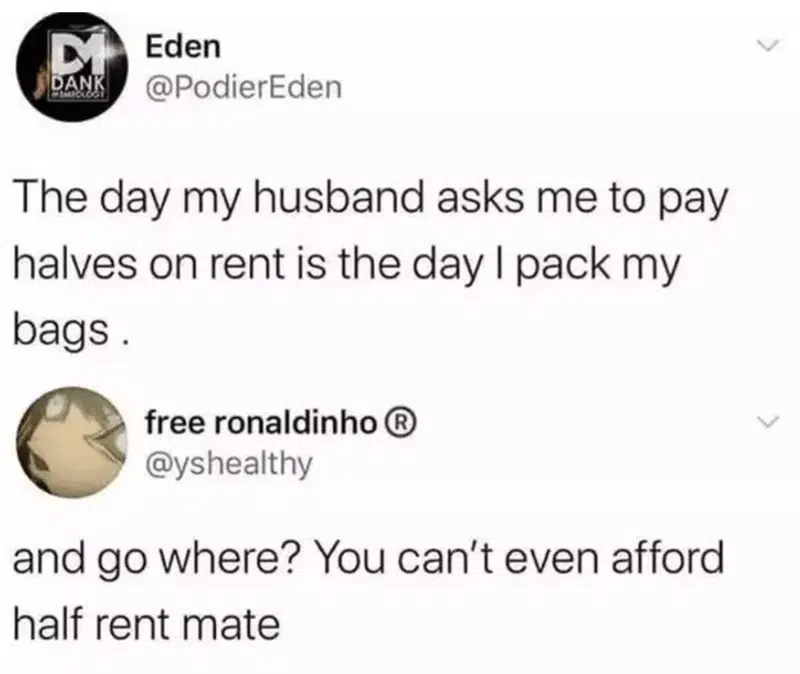 DM
DANK
Eden
@PodierEden
The day my husband asks me to pay
halves on rent is the day I pack my
bags .
free ronaldinho ®
@yshealthy
and go where? You can't even afford
half rent mate